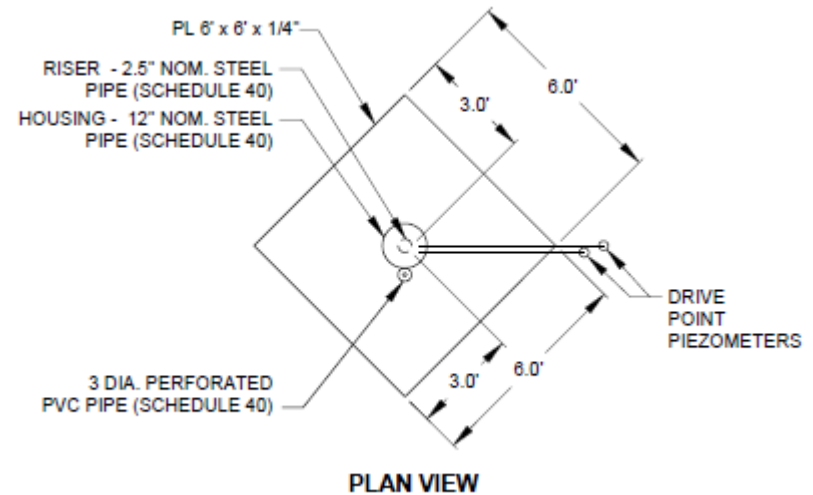 PL 6' x 6' x 1/4"
RISER - 2.5" NOM. STEEL
PIPE (SCHEDULE 40)
HOUSING - 12" NOM. STEEL
PIPE (SCHEDULE 40)
3.0'
6.0'
DRIVE
POINT
PIEZOMETERS
3.0'
6.0'
3 DIA. PERFORATED
PVC PIPE (SCHEDULE 40)
PLAN VIEW